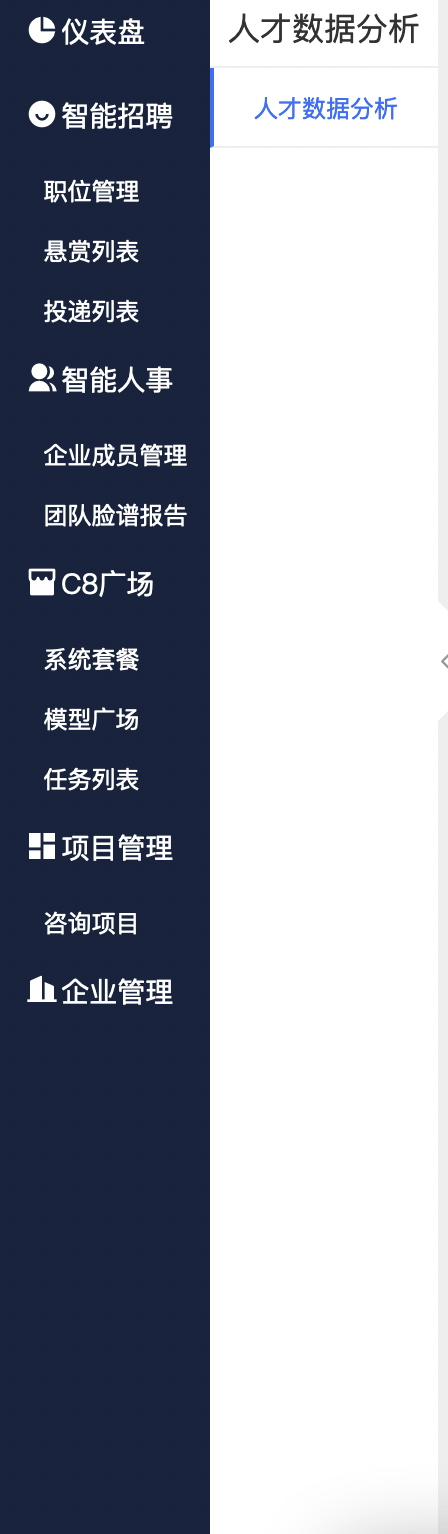 仪表盘
智能招聘
职位管理
悬赏列表
投递列表
智能人事
企业成员管理
团队脸谱报告
C8广场
系统套餐
模型广场
任务列表
项目管理
咨询项目
企业管理
人才数据分析
人才数据分析